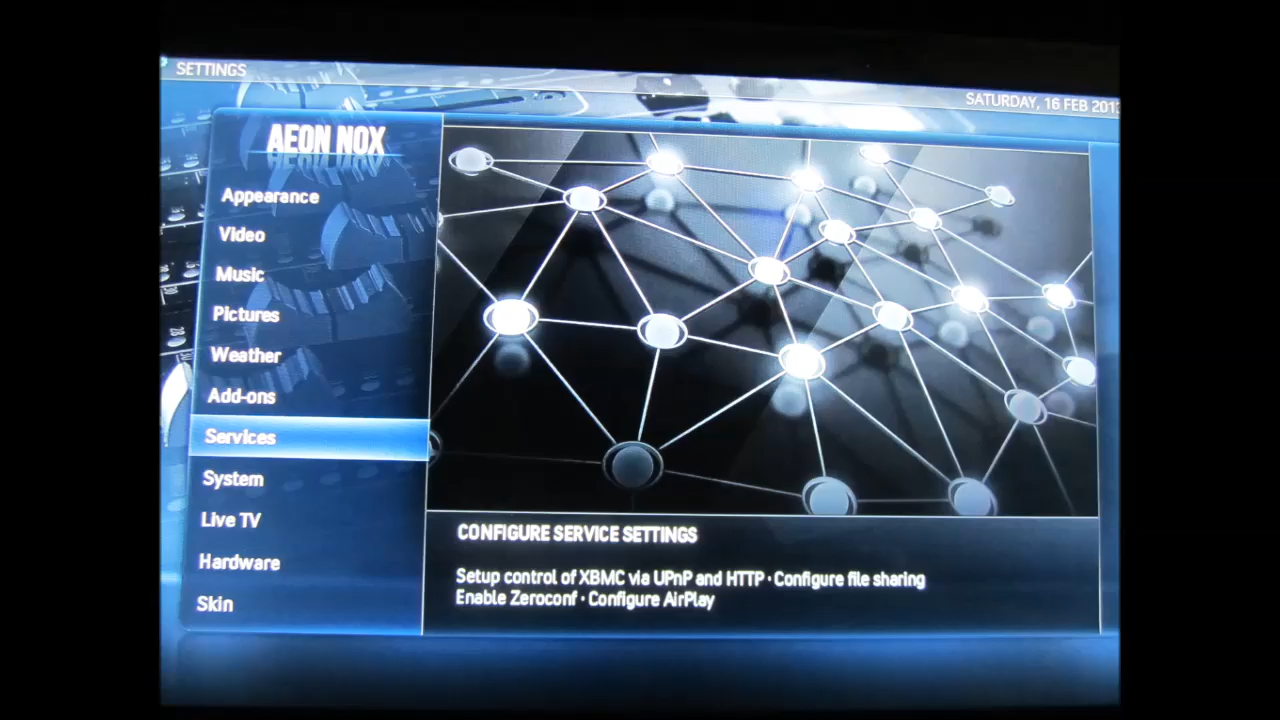 SETTINGS
SATURDAY, 16 FEB 2013
AEON NOX
Appearance
Video
Music
Pictures
Weather
Add-ons
Services
System
Live TV
Hardware
Skin
CONFIGURE SERVICE SETTINGS
Setup control of XBMC via UPnP and HTTP · Configure file sharing
Enable Zeroconf · Configure AirPlay